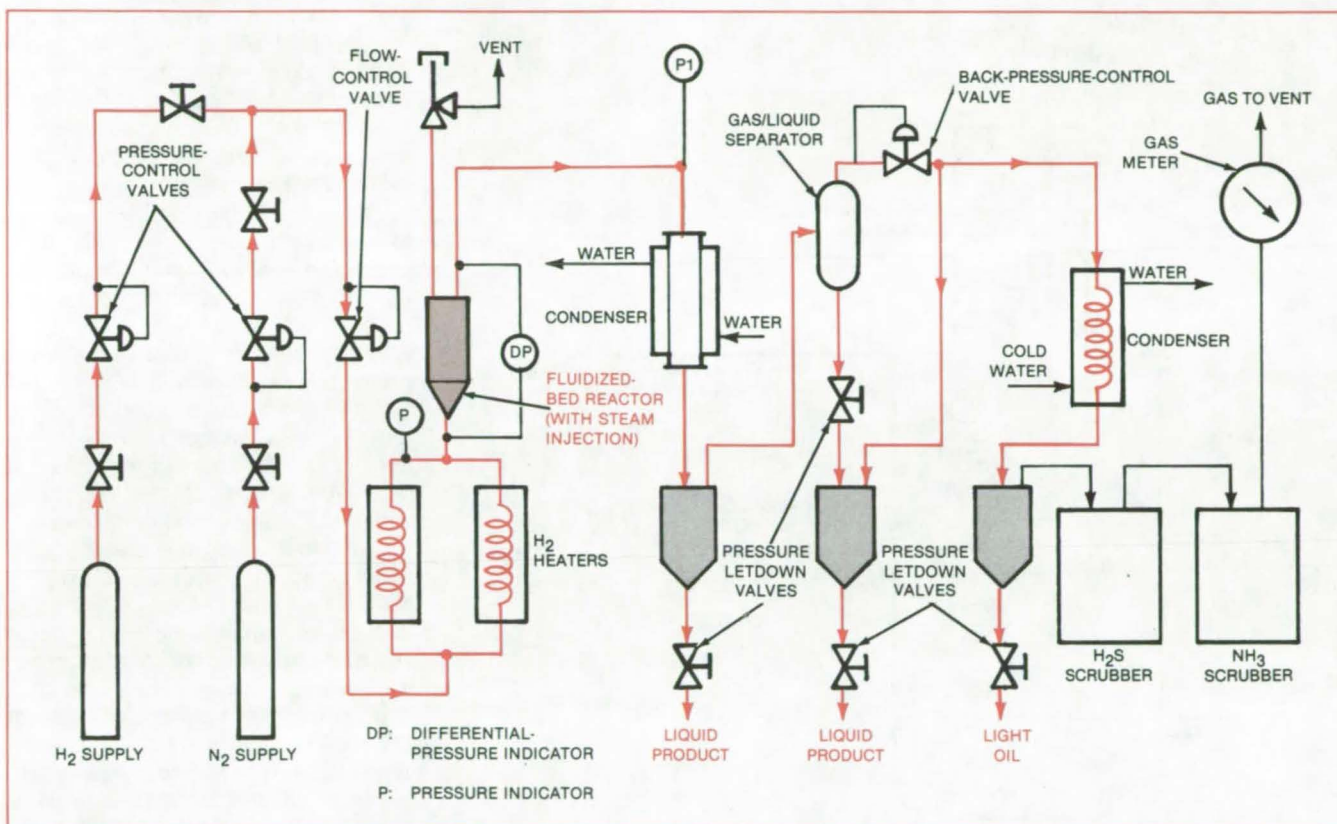 FLOW-
CONTROL
VALVE
VENT
P1
BACK-PRESSURE-CONTROL
VALVE
GAS/LIQUID
SEPARATOR
GAS TO VENT
GAS
METER
PRESSURE-
CONTROL
VALVES
WATER
CONDENSER
WATER
WATER
CONDENSER
COLD
WATER
DP
P
FLUIDIZED-
BED REACTOR
(WITH STEAM
INJECTION)
H2
HEATERS
PRESSURE
LETDOWN
VALVES
PRESSURE
LETDOWN
VALVES
H2S
SCRUBBER
NH3
SCRUBBER
H2 SUPPLY
N2 SUPPLY
DP: DIFFERENTIAL-
PRESSURE INDICATOR
P: PRESSURE INDICATOR
LIQUID
PRODUCT
LIQUID
PRODUCT
LIGHT
OIL